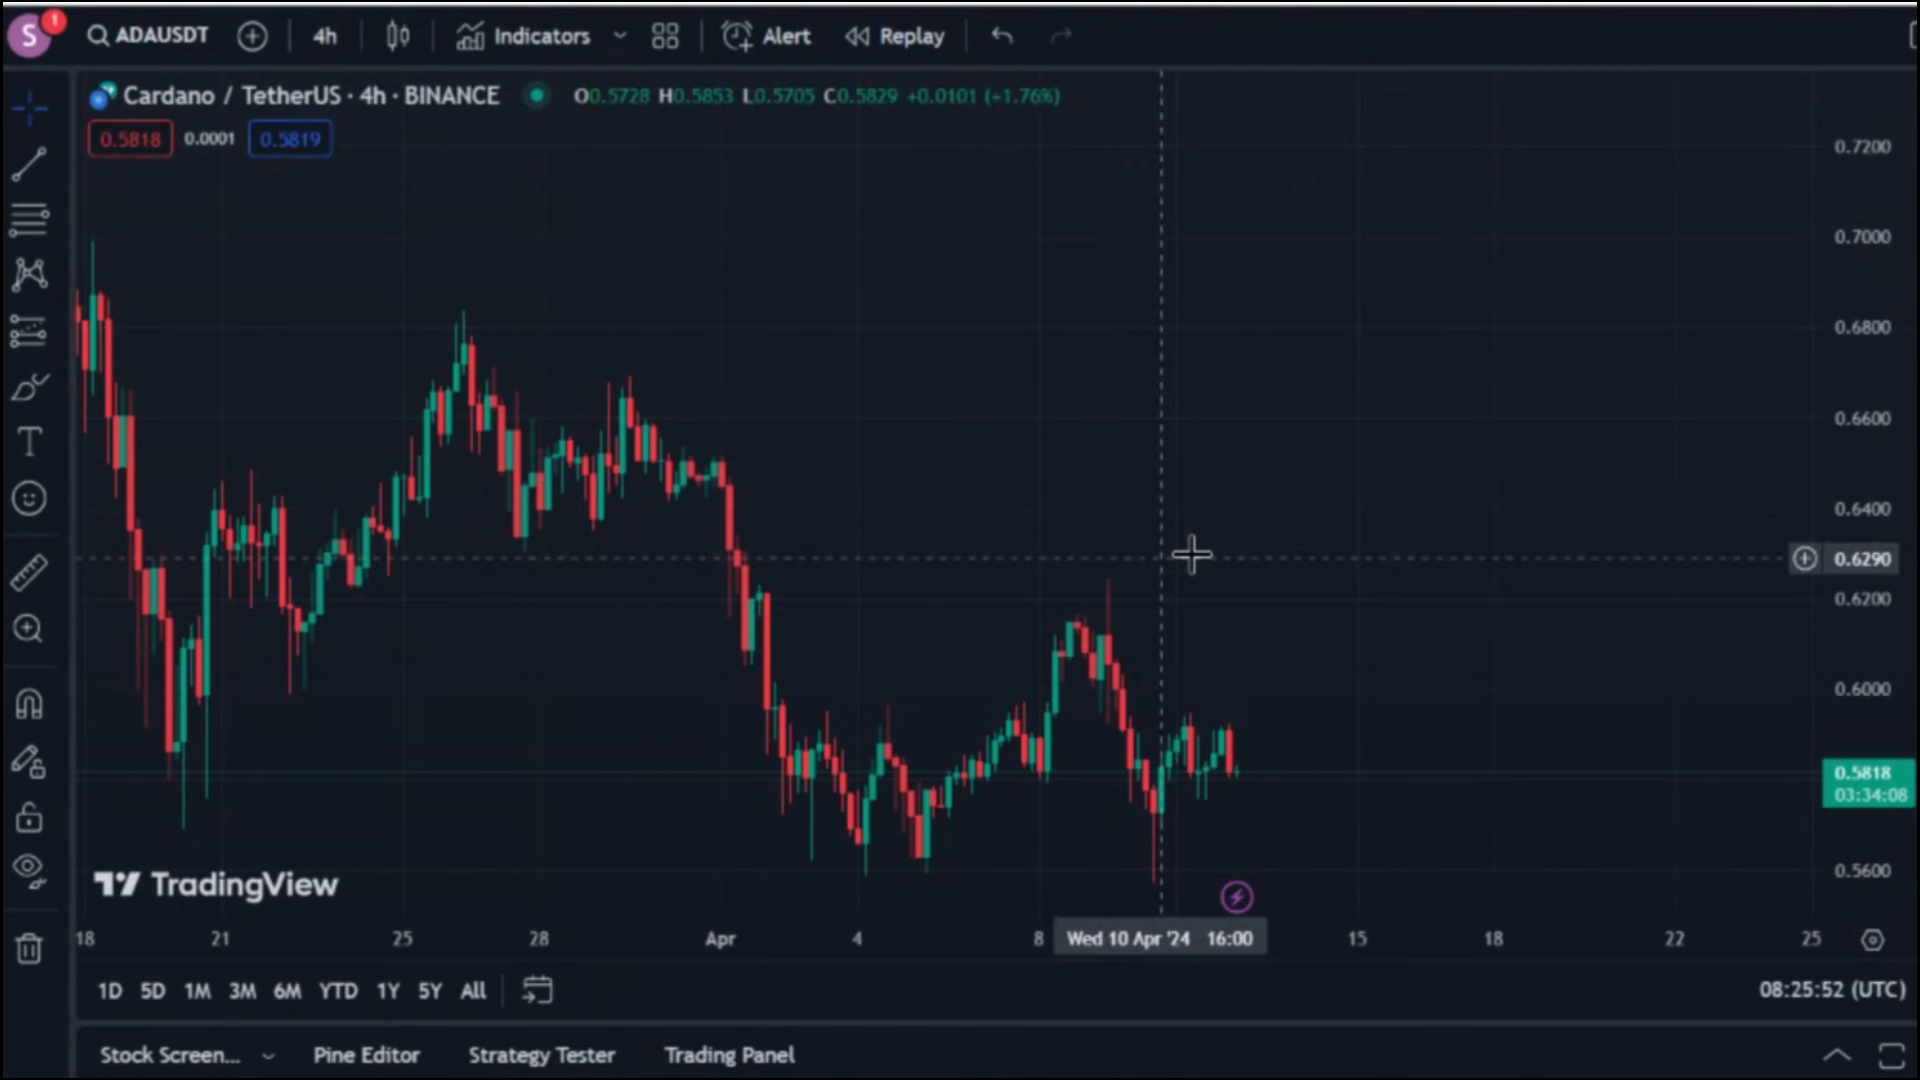 S 1 ADAUSDT 4h Indicators Alert Replay
Cardano / TetherUS · 4h · BINANCE O0.5728 H0.5853 L0.5705 C0.5829 +0.0101 (+1.76%)
0.5818 0.0001 0.5819
0.7200
0.7000
0.6800
0.6600
0.6400
0.6290
0.6200
0.6000
0.5818
03:34:08
0.5600
TradingView
18 21 25 28 Apr 4 8 Wed 10 Apr '24 16:00 15 18 22 25
1D 5D 1M 3M 6M YTD 1Y 5Y All 08:25:52 (UTC)
Stock Screen... Pine Editor Strategy Tester Trading Panel